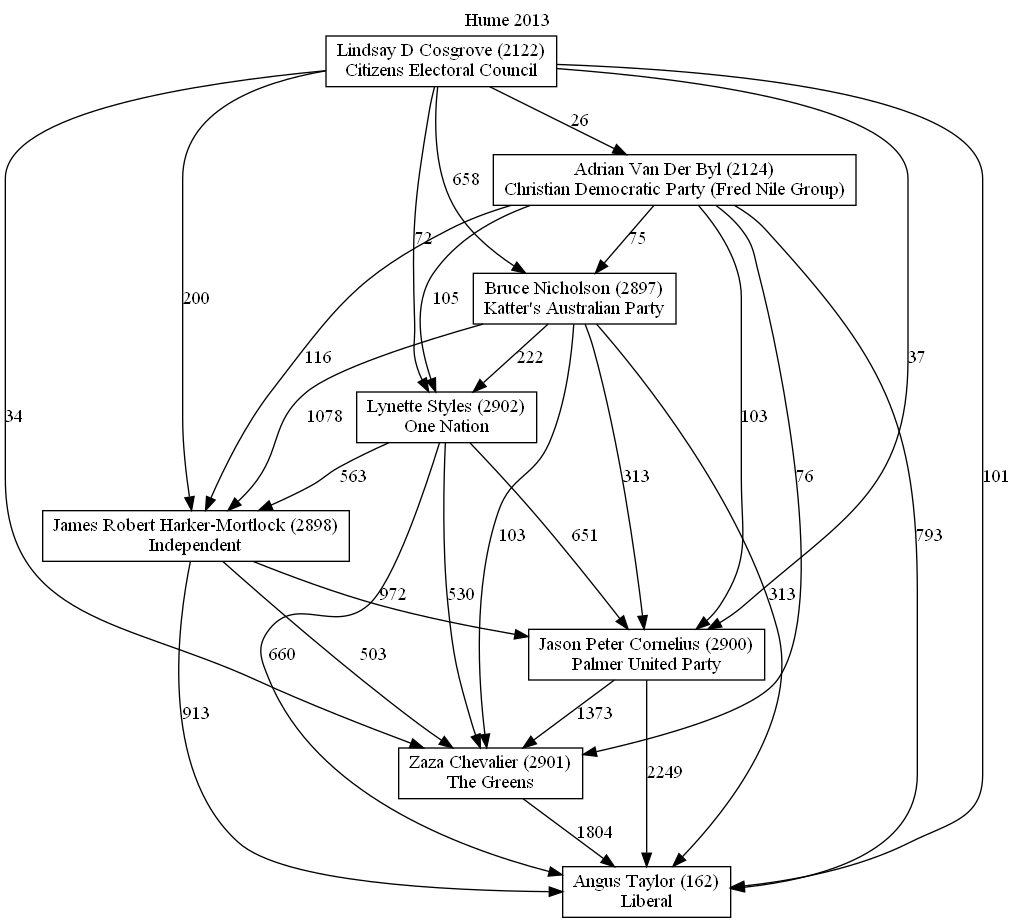 Hume 2013
Lindsay D Cosgrove (2122)
Citizens Electoral Council
26
Adrian Van Der Byl (2124)
Christian Democratic Party (Fred Nile Group)
658
72
75
Bruce Nicholson (2897)
Katter's Australian Party
200
105
116
222
37
Lynette Styles (2902)
One Nation
34
1078
103
563
313
76
101
James Robert Harker-Mortlock (2898)
Independent
103
651
793
972
530
313
Jason Peter Cornelius (2900)
Palmer United Party
660
503
913
1373
Zaza Chevalier (2901)
The Greens
2249
1804
Angus Taylor (162)
Liberal